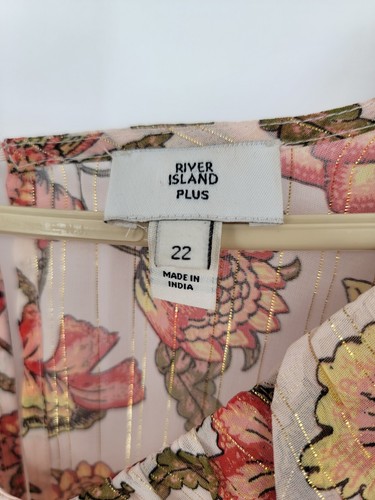 RIVER
ISLAND
PLUS
22
MADE IN
INDIA